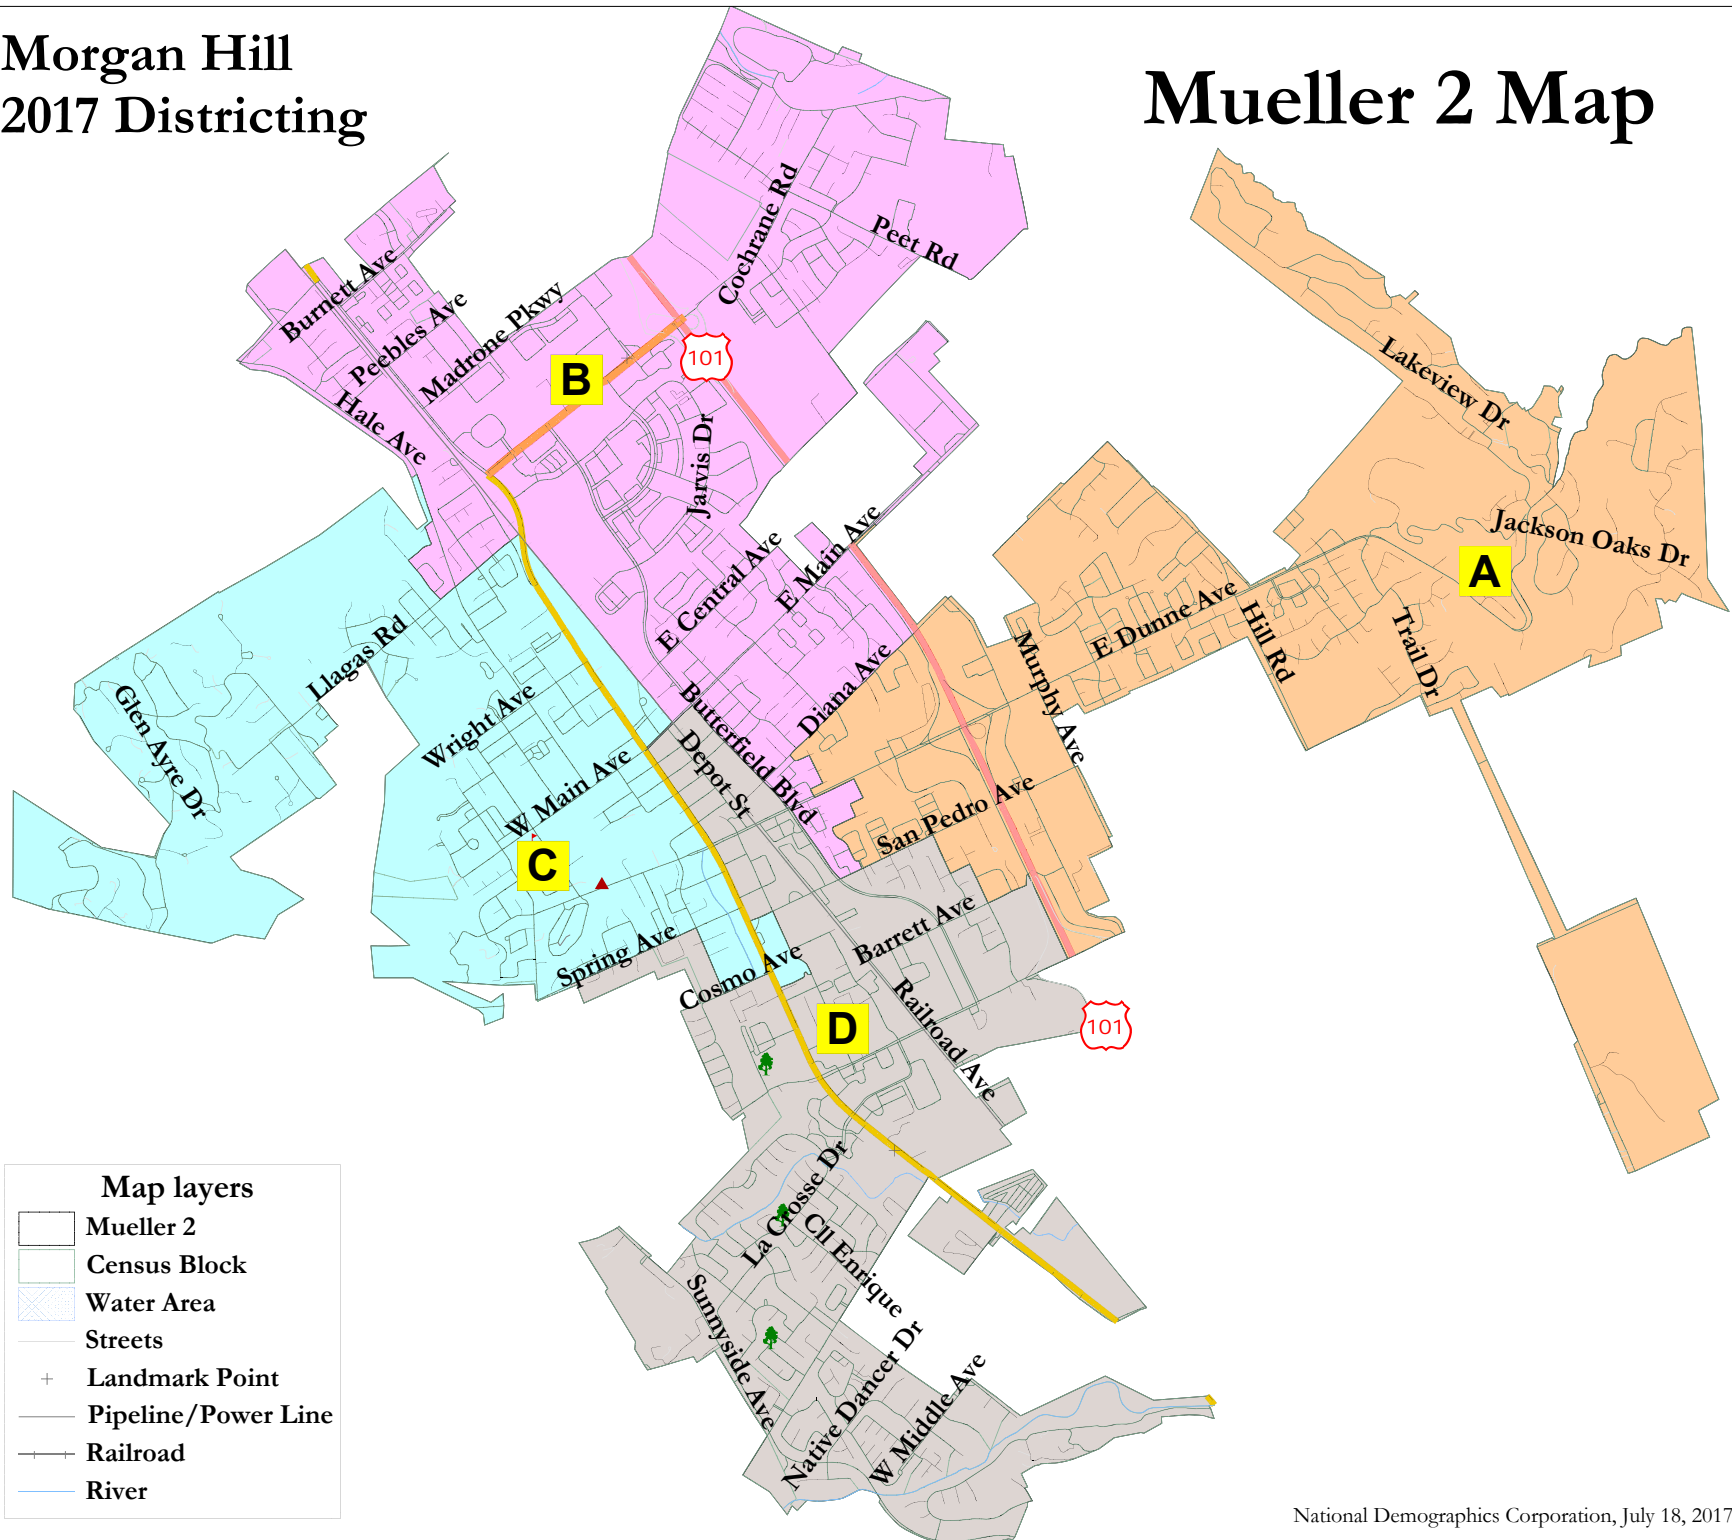 Morgan Hill
2017 Districting
Mueller 2 Map
Cochrane Rd
Peet Rd
Burnett Ave
Peebles Ave
Madrone Pkwy
Hale Ave
B
101
Jarvis Dr
Lakeview Dr
Jackson Oaks Dr
A
E Central Ave
E Main Ave
E Dunne Ave
Hill Rd
Trail Dr
Murphy Ave
Diana Ave
Butterfield Blvd
Depot St
San Pedro Ave
Llagas Rd
Glen Ayre Dr
Wright Ave
W Main Ave
C
Spring Ave
Cosmo Ave
Barrett Ave
D
Railroad Ave
101
La Crosse Dr
Cll Enrique
Sunnyside Ave
Native Dancer Dr
W Middle Ave
Map layers
Mueller 2
Census Block
Water Area
Streets
Landmark Point
Pipeline/Power Line
Railroad
River
National Demographics Corporation, July 18, 2017